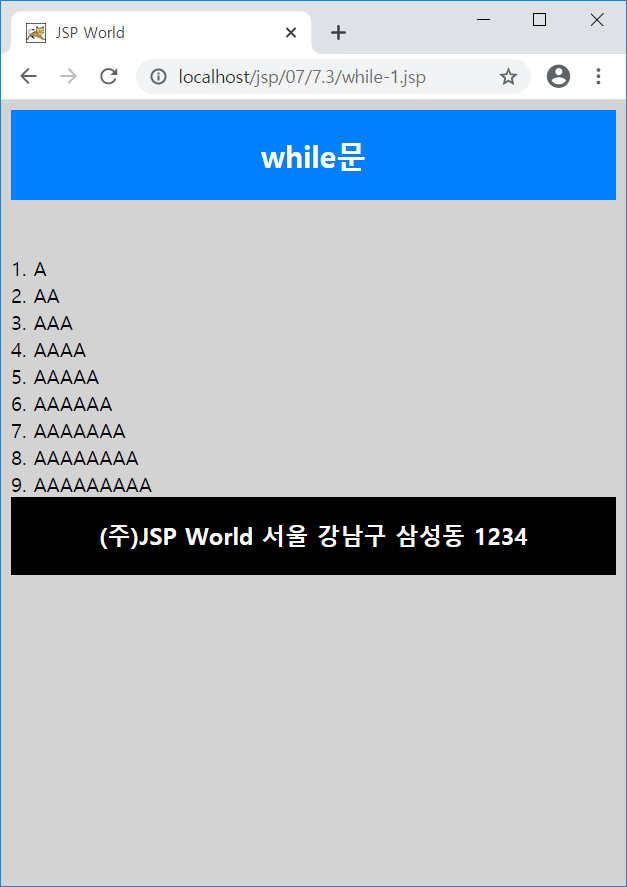 JSP World
localhost/jsp/07/7.3/while-1.jsp
while문
1. A
2. AA
3. AAA
4. AAAA
5. AAAAA
6. AAAAAA
7. AAAAAAA
8. AAAAAAAA
9. AAAAAAAAA
(주)JSP World 서울 강남구 삼성동 1234